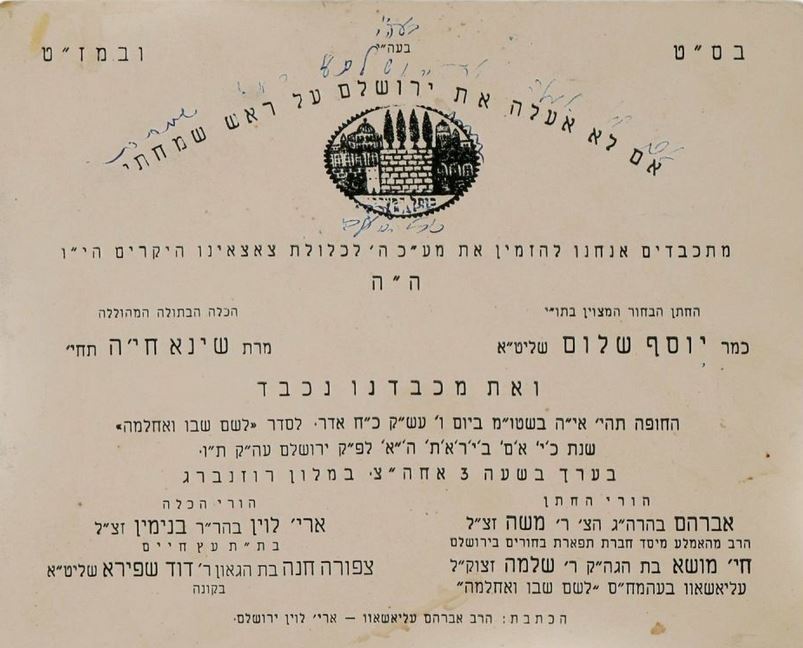 בעה"י
בס"ט ובמז"ט
בעה"י
אם לא אעלה את ירושלם על ראש שמחתי
מתכבדים אנחנו להזמין את מע"כ ה' לכלולת צאצאינו היקרים הי"ו
ה"ה
החתן הבחור המצוין בתוי"י
כמר יוסף שלום שליט"א
הכלה הבתולה המהוללה
מרת שינא חי'ה תחי'
ואת מכבדנו נכבד
החופה תהי' אי"ה בשטו"מ ביום ו' עש"ק כ"ח אדר. לסדר «לשם שבו ואחלמה»
שנת כ'י' א'ם' ב'י'ר'א'ת' ה'"א' לפ"ק ירושלם עה"ק ת"ו.
בערך בשעה 3 אחה"צ. במלון רוזנברג
הורי החתן
אברהם בהרה"ג הצ' ר' משה זצ"ל
הרב מהאמלע מיסד חברת תפארת בחורים בירושלם
חי' מושא בת הגה"ק ר' שלמה זצוק"ל
עליאשאוו בעהמח"ס "לשם שבו ואחלמה"
הורי הכלה
ארי' לוין בהר"ר בנימין זצ"ל
בת"ת עץ חיים
צפורה חנה בת הגאון ר' דוד שפירא שליט"א
בקונה
הכתבת: הרב אברהם עליאשאוו — ארי' לוין ירושלם.